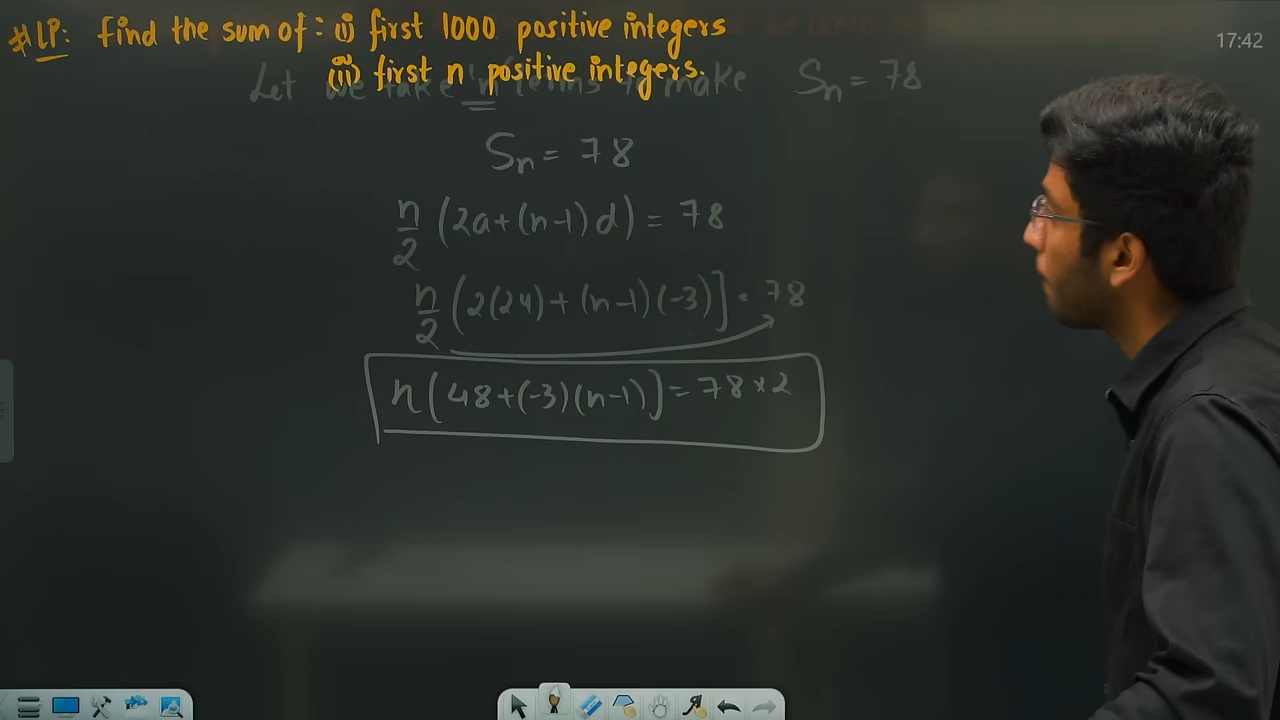 #LP: Find the sum of: (i) first 1000 positive integers
17:42
(ii) first n positive integers.
Let we take 'n' terms to make Sn = 78
Sn = 78
n/2 (2a+(n-1)d) = 78
n/2 (2(24)+(n-1)(-3)] = 78
n(48+(-3)(n-1)] = 78×2